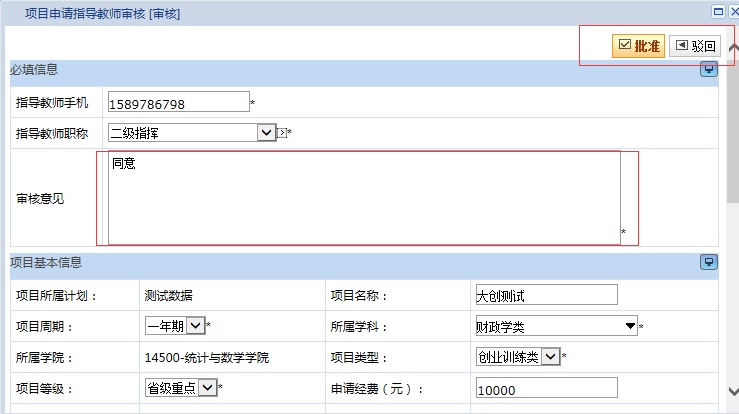 项目申请指导教师审核 [审核]
批准 驳回
必填信息
指导教师手机 1589786798 *
指导教师职称 二级指挥 *
审核意见 同意 *
项目基本信息
项目所属计划： 测试数据 项目名称： 大创测试
项目周期： 一年期 * 所属学科： 财政学类 *
所属学院： 14500-统计与数学学院 项目类型： 创业训练类 *
项目等级： 省级重点 * 申请经费（元）： 10000